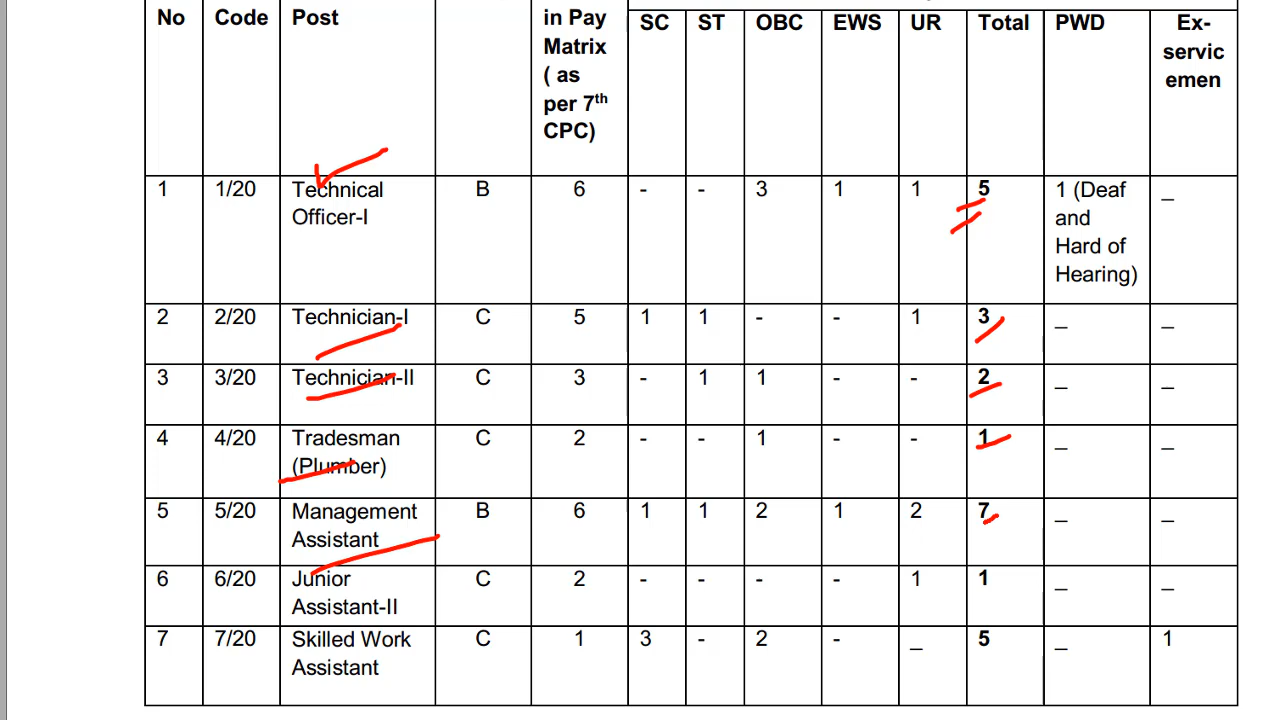 No Code Post in Pay Matrix ( as per 7th CPC) SC ST OBC EWS UR Total PWD Ex-servic emen
1 1/20 Technical Officer-I B 6 - - 3 1 1 5 1 (Deaf and Hard of Hearing) _
2 2/20 Technician-I C 5 1 1 - - 1 3 _ _
3 3/20 Technician-II C 3 - 1 1 - - 2 _ _
4 4/20 Tradesman (Plumber) C 2 - - 1 - - 1 _ _
5 5/20 Management Assistant B 6 1 1 2 1 2 7 _ _
6 6/20 Junior Assistant-II C 2 - - - - 1 1 _ _
7 7/20 Skilled Work Assistant C 1 3 - 2 - _ 5 _ 1